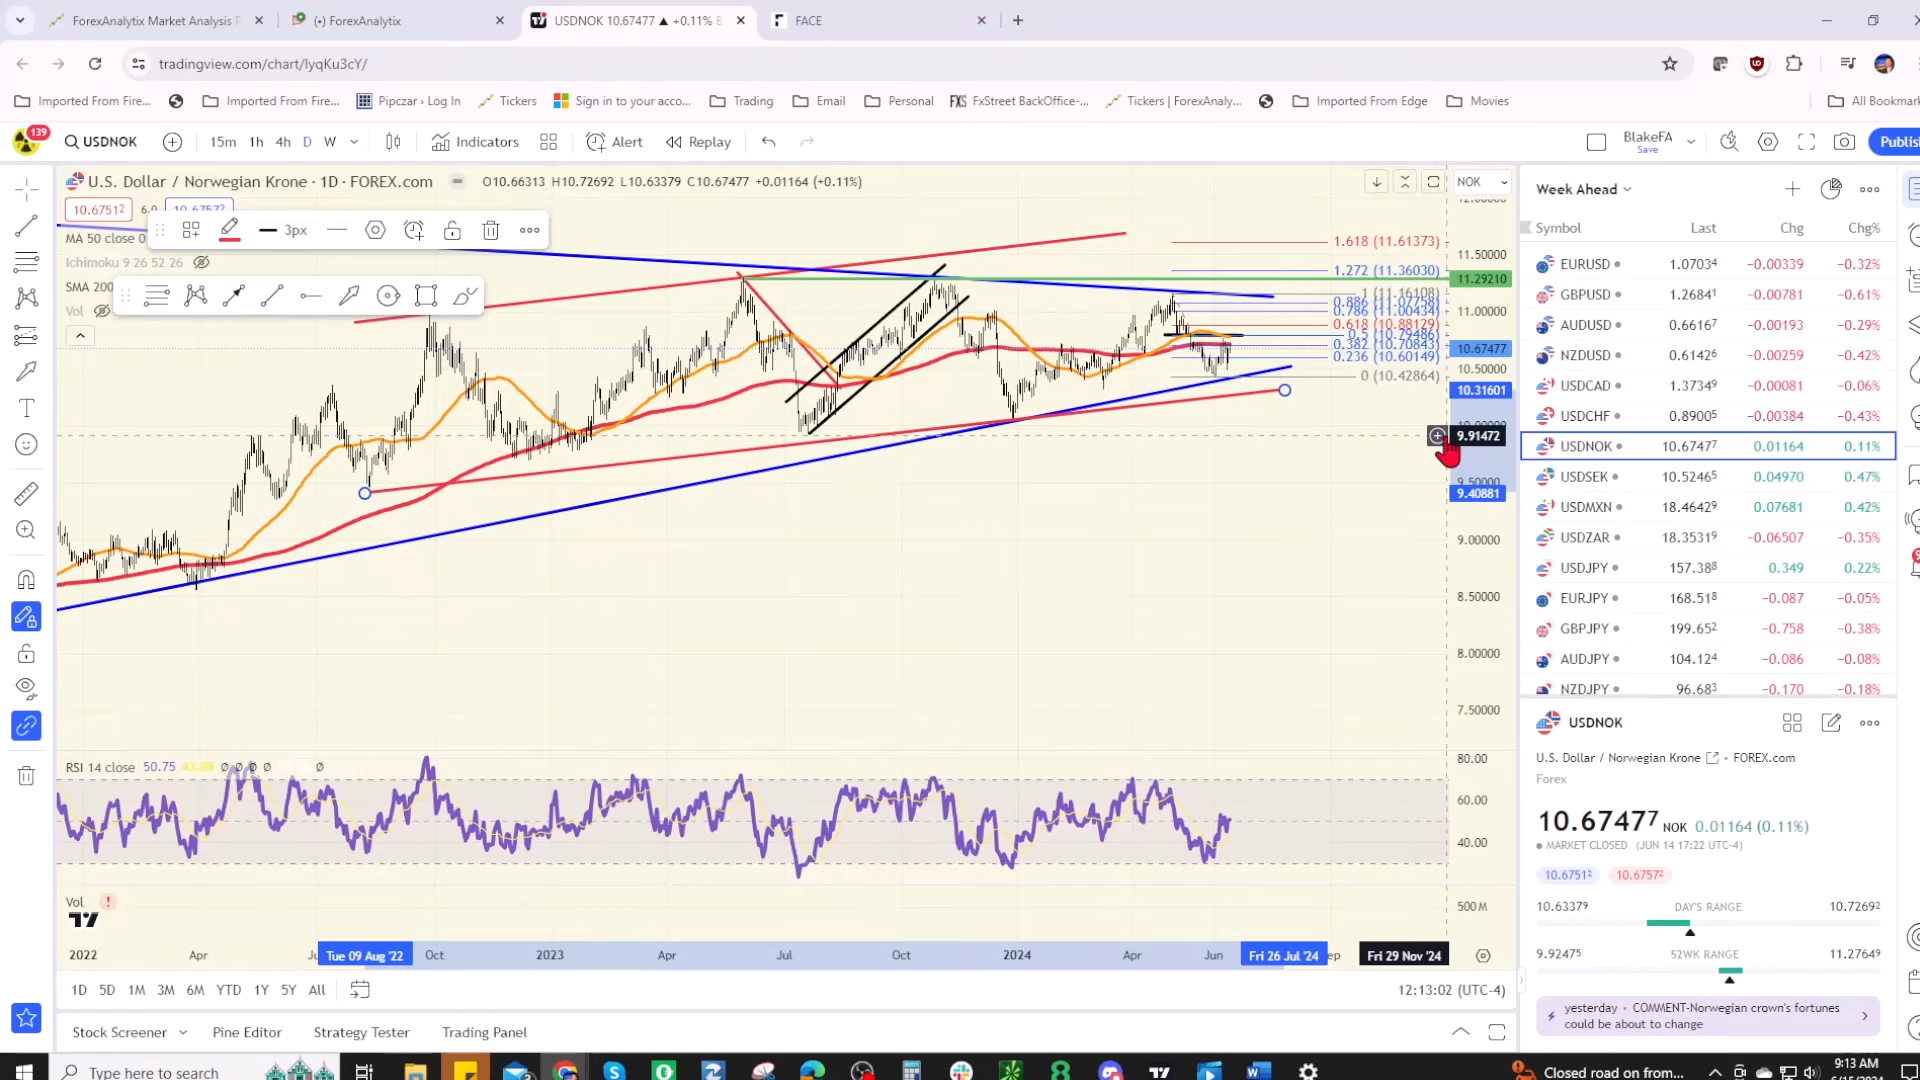 ForexAnalytix Market Analysis P
(•) ForexAnalytix
USDNOK 10.67477 ▲ +0.11% B
FACE
tradingview.com/chart/IyqKu3cY/
Imported From Fire...
Imported From Fire...
Pipczar › Log In
Tickers
Sign in to your acco...
Trading
Email
Personal
FxStreet BackOffice-...
Tickers | ForexAnaly...
Imported From Edge
Movies
All Bookmar
139
USDNOK
15m
1h
4h
D
W
Indicators
Alert
Replay
BlakeFA
Save
Publis
U.S. Dollar / Norwegian Krone · 1D · FOREX.com
O10.66313 H10.72692 L10.63379 C10.67477 +0.01164 (+0.11%)
NOK
10.67512
6.0
10.67572
3px
MA 50 close 0
Ichimoku 9 26 52 26
SMA 200
Vol
1.618 (11.61373)
1.272 (11.36030)
1 (11.16108)
0.886 (11.07758)
0.786 (11.00434)
0.618 (10.88129)
0.5 (10.79486)
0.382 (10.70843)
0.236 (10.60149)
0 (10.42864)
11.50000
11.29210
11.00000
10.67477
10.50000
10.31601
9.91472
9.40881
9.00000
8.50000
8.00000
7.50000
RSI 14 close 50.75 43.08 Ø Ø Ø Ø Ø
80.00
60.00
40.00
Vol
500 M
2022
Apr
Tue 09 Aug '22
Oct
2023
Apr
Jul
Oct
2024
Apr
Jun
Fri 26 Jul '24
ep
Fri 29 Nov '24
1D
5D
1M
3M
6M
YTD
1Y
5Y
All
12:13:02 (UTC-4)
Stock Screener
Pine Editor
Strategy Tester
Trading Panel
Week Ahead
Symbol Last Chg Chg%
EURUSD 1.07034 −0.00339 −0.32%
GBPUSD 1.26841 −0.00781 −0.61%
AUDUSD 0.66167 −0.00193 −0.29%
NZDUSD 0.61426 −0.00259 −0.42%
USDCAD 1.37349 −0.00081 −0.06%
USDCHF 0.89005 −0.00384 −0.43%
USDNOK 10.67477 0.01164 0.11%
USDSEK 10.52465 0.04970 0.47%
USDMXN 18.46429 0.07681 0.42%
USDZAR 18.35319 −0.06507 −0.35%
USDJPY 157.388 0.349 0.22%
EURJPY 168.518 −0.087 −0.05%
GBPJPY 199.652 −0.758 −0.38%
AUDJPY 104.124 −0.086 −0.08%
NZDJPY 96.683 −0.170 −0.18%
USDNOK
U.S. Dollar / Norwegian Krone • FOREX.com
Forex
10.67477 NOK 0.01164 (0.11%)
MARKET CLOSED (JUN 14 17:22 UTC-4)
10.67512
10.67572
10.63379 DAY'S RANGE 10.72692
9.92475 52WK RANGE 11.27649
yesterday • COMMENT-Norwegian crown's fortunes
could be about to change
Type here to search
Closed road on from...
9:13 AM